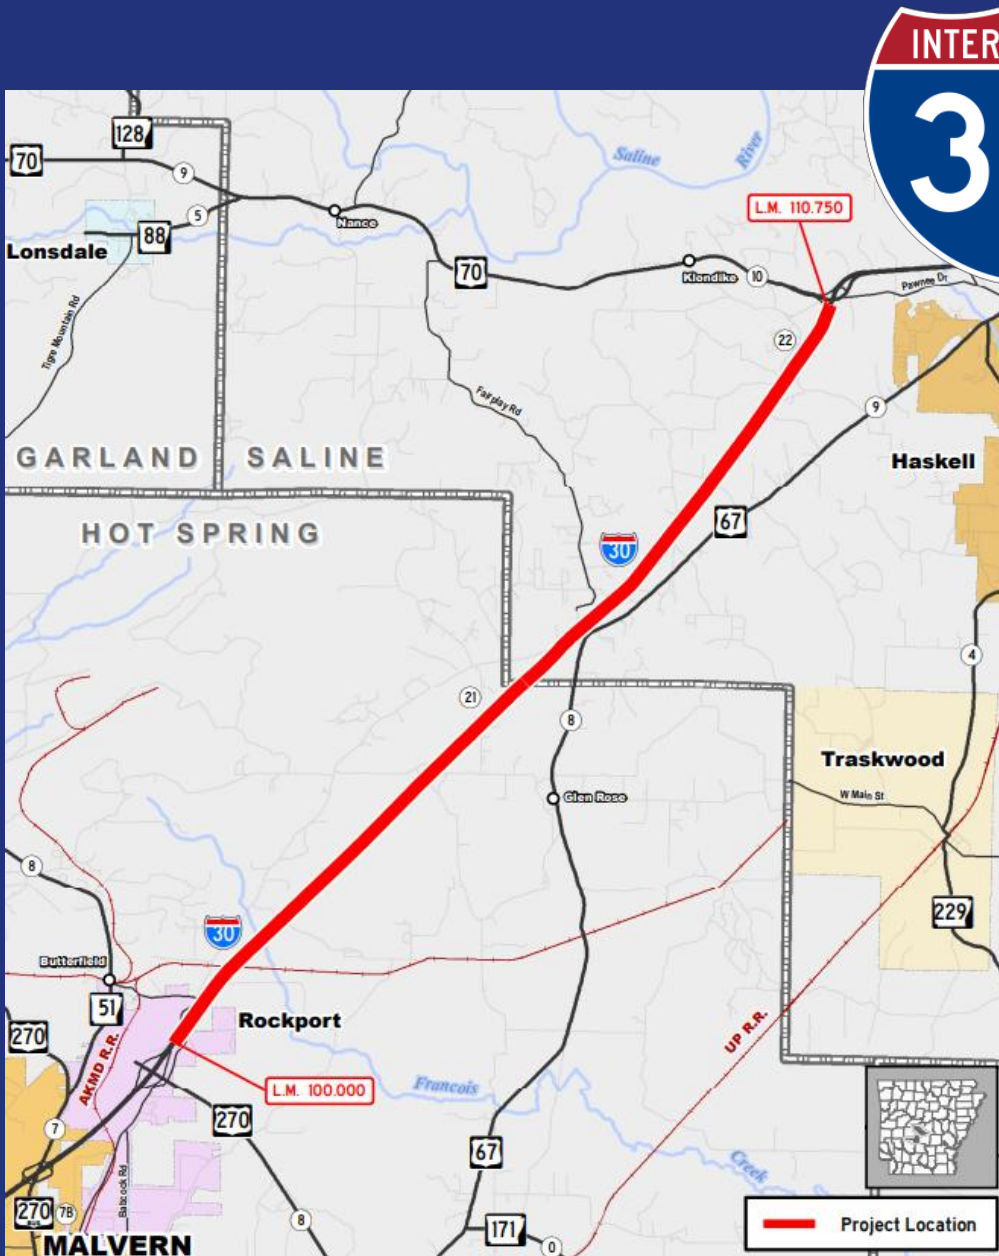 INTER
3
128
70
9
Saline
River
L.M. 110.750
5
Nance
88
Lonsdale
70
Klondike
10
Pawnee Dr
Tigre Mountain Rd
22
Fairplay Rd
9
GARLAND
SALINE
Haskell
HOT SPRING
67
30
4
21
8
Traskwood
Glen Rose
W Main St
8
229
30
Butterfield
51
Rockport
270
UP R.R.
AKMD R.R.
L.M. 100.000
Francois
270
7
67
Creek
Babcock Rd
270
7B
8
171
0
Project Location
MALVERN